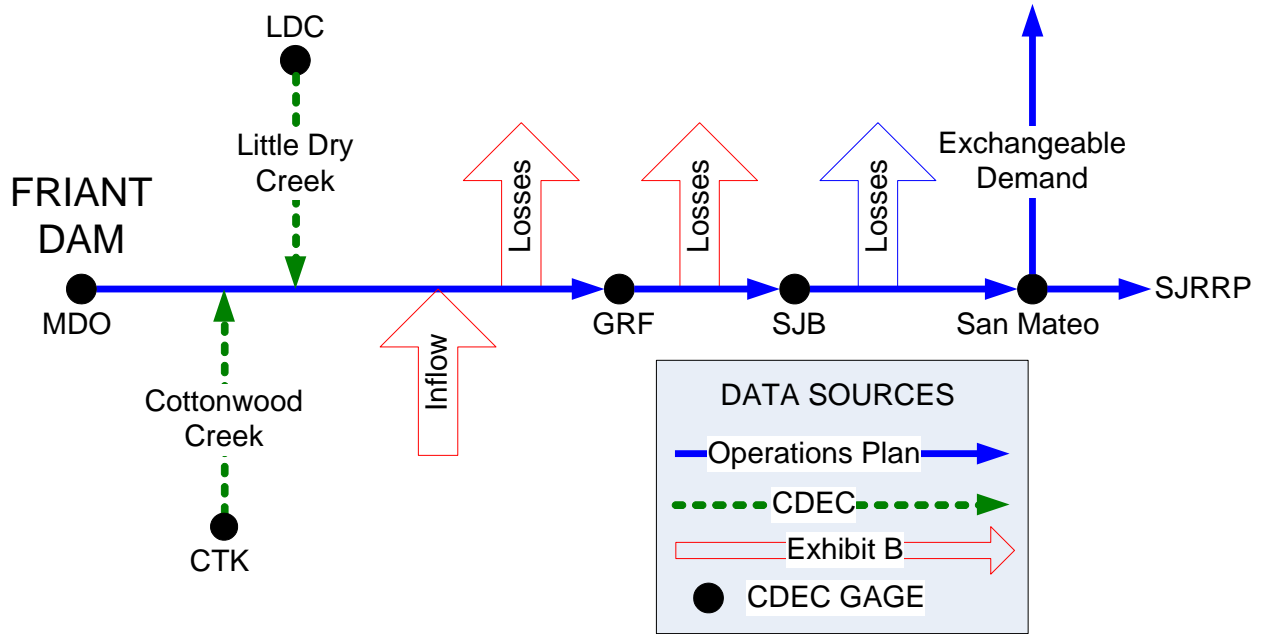 LDC
Little Dry
Creek
FRIANT
DAM
MDO
Cottonwood
Creek
CTK
Inflow
Losses
GRF
Losses
SJB
Losses
Exchangeable
Demand
San Mateo
SJRRP
DATA SOURCES
Operations Plan
CDEC
Exhibit B
CDEC GAGE